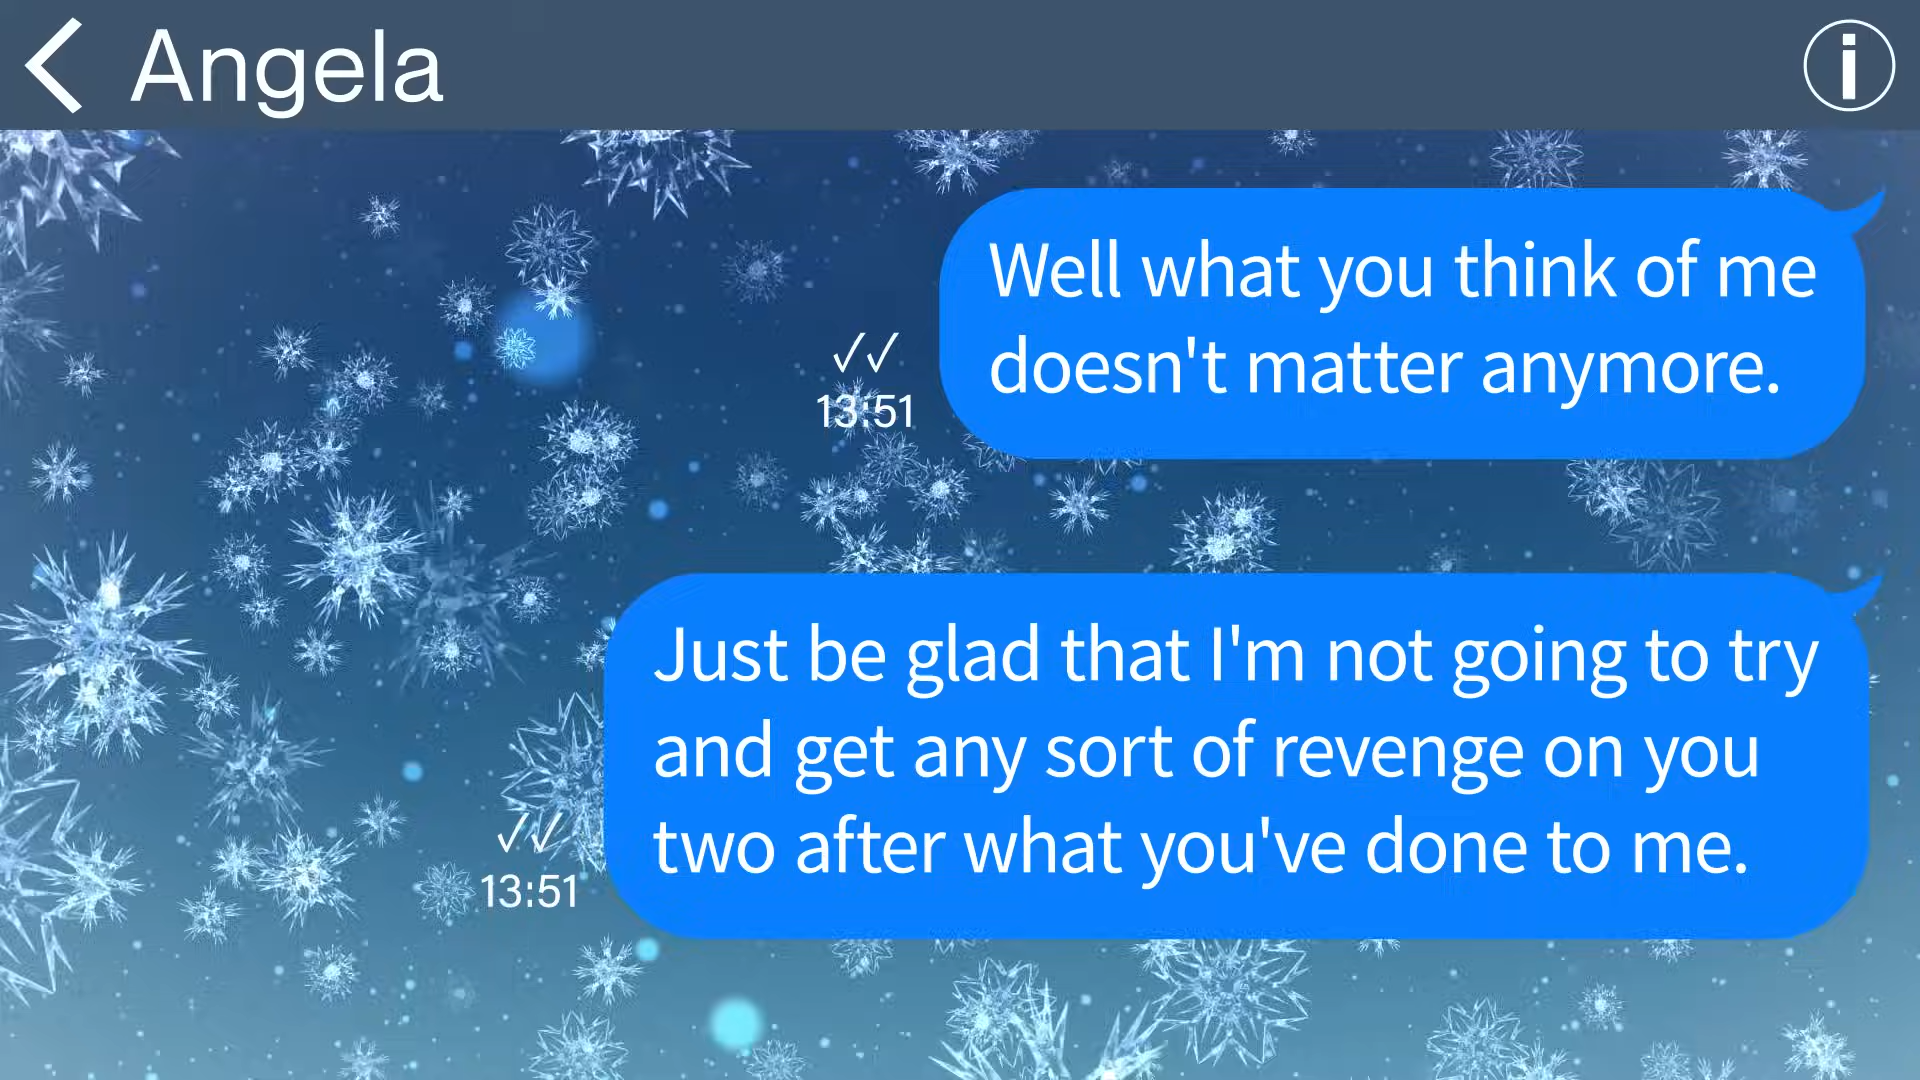 Angela
Well what you think of me
doesn't matter anymore.
✓✓
13:51
Just be glad that I'm not going to try
and get any sort of revenge on you
two after what you've done to me.
✓✓
13:51